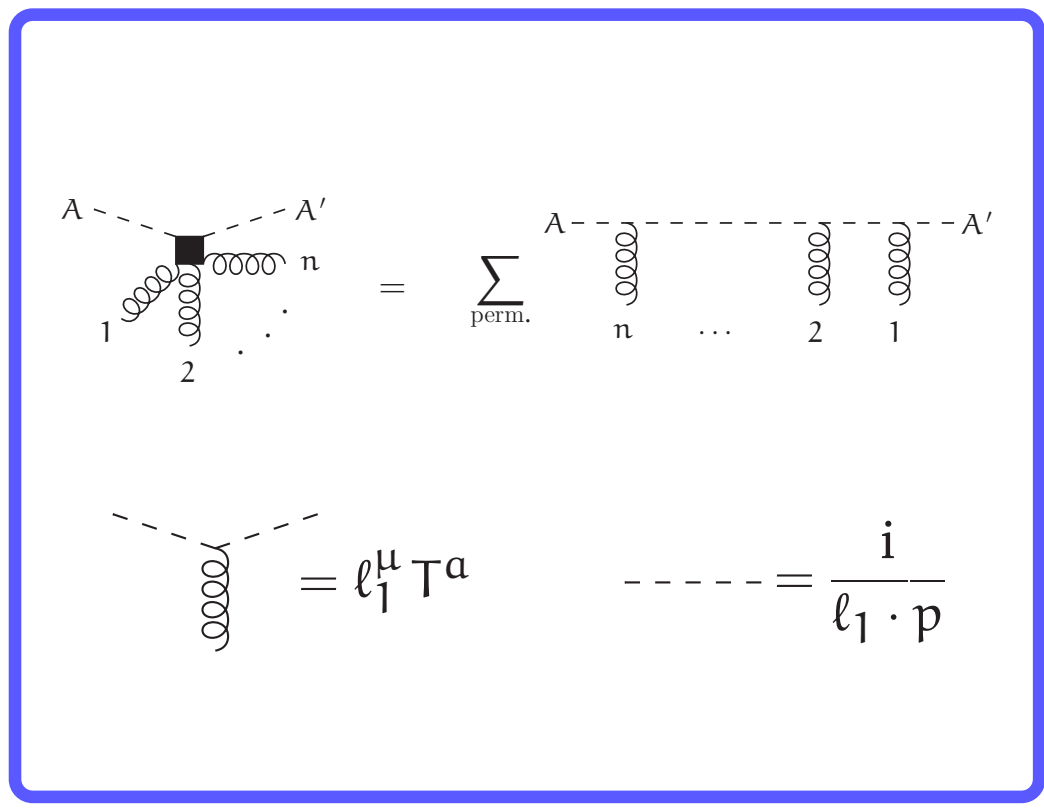 A A′ A A′
n
= ∑
perm.
1 n … 2 1
2
= ℓ₁^μ T^a = i / (ℓ₁ · p)